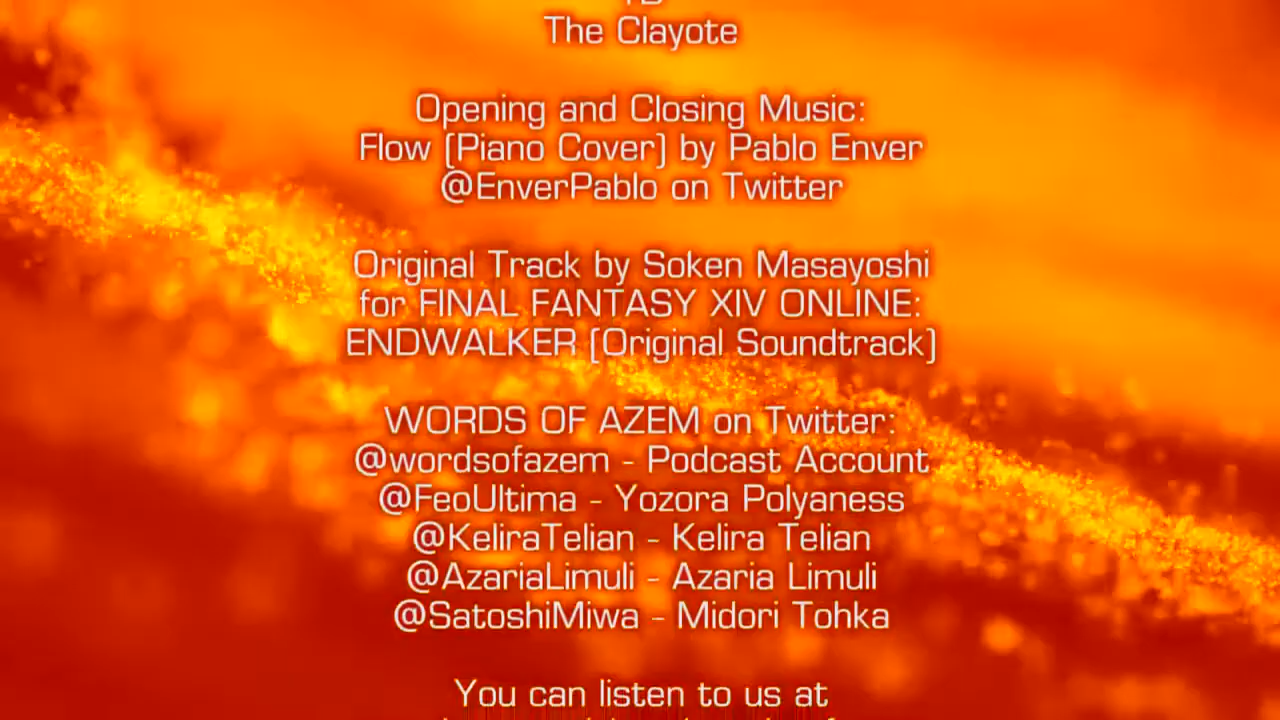 The Clayote
Opening and Closing Music:
Flow [Piano Cover] by Pablo Enver
@EnverPablo on Twitter
Original Track by Soken Masayoshi
for FINAL FANTASY XIV ONLINE:
ENDWALKER [Original Soundtrack]
WORDS OF AZEM on Twitter:
@wordsofazem - Podcast Account
@FeoUltima - Yozora Polyaness
@KeliraTelian - Kelira Telian
@AzariaLimuli - Azaria Limuli
@SatoshiMiwa - Midori Tohka
You can listen to us at